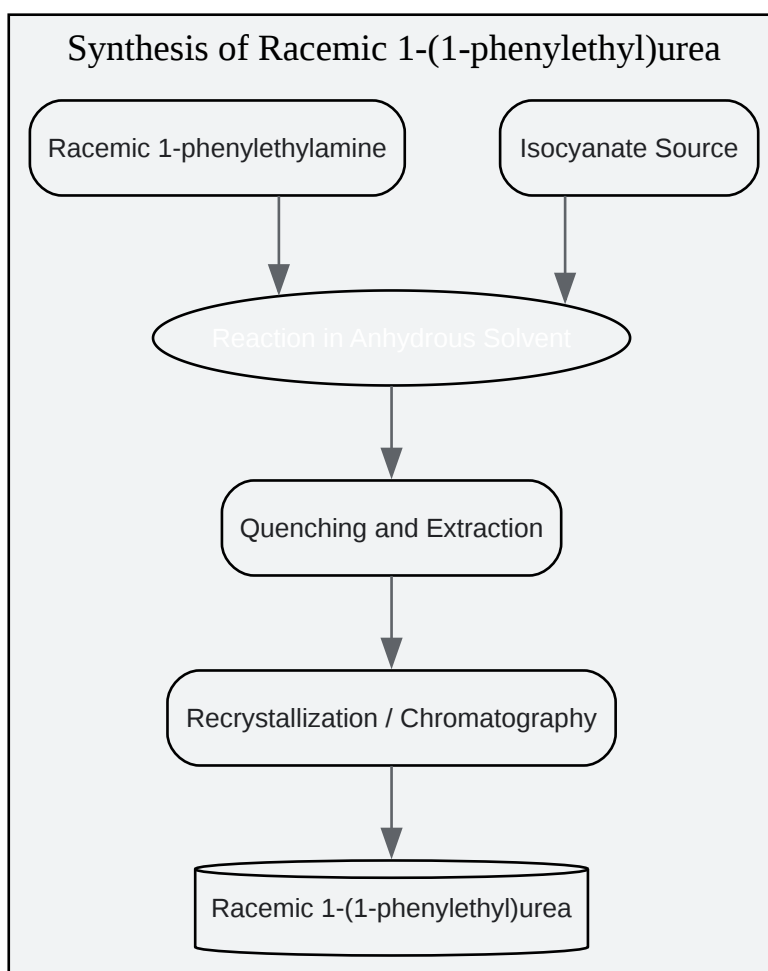 Synthesis of Racemic 1-(1-phenylethyl)urea
Racemic 1-phenylethylamine
Isocyanate Source
Reaction in Anhydrous Solvent
Quenching and Extraction
Recrystallization / Chromatography
Racemic 1-(1-phenylethyl)urea